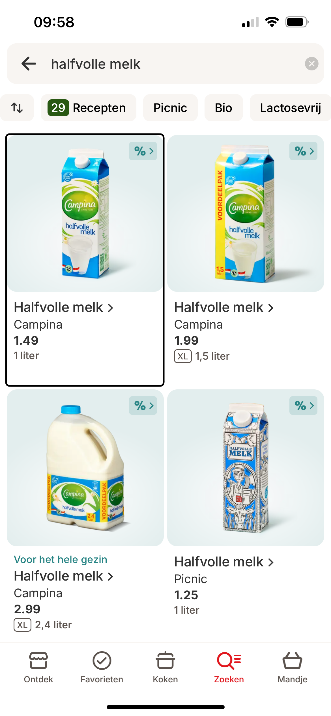 09:58
halfvolle melk
29 Recepten
Picnic
Bio
Lactosevrij
% >
% >
Campina
halfvolle
melk
VOORDEELPAK
Campina
halfvolle
melk
1,5
Halfvolle melk >
Campina
1.49
1 liter
Halfvolle melk >
Campina
1.99
XL 1,5 liter
% >
% >
Campina
HALFVOLLE
MELK
Voor het hele gezin
Halfvolle melk >
Campina
2.99
XL 2,4 liter
Halfvolle melk >
Picnic
1.25
1 liter
Ontdek
Favorieten
Koken
Zoeken
Mandje